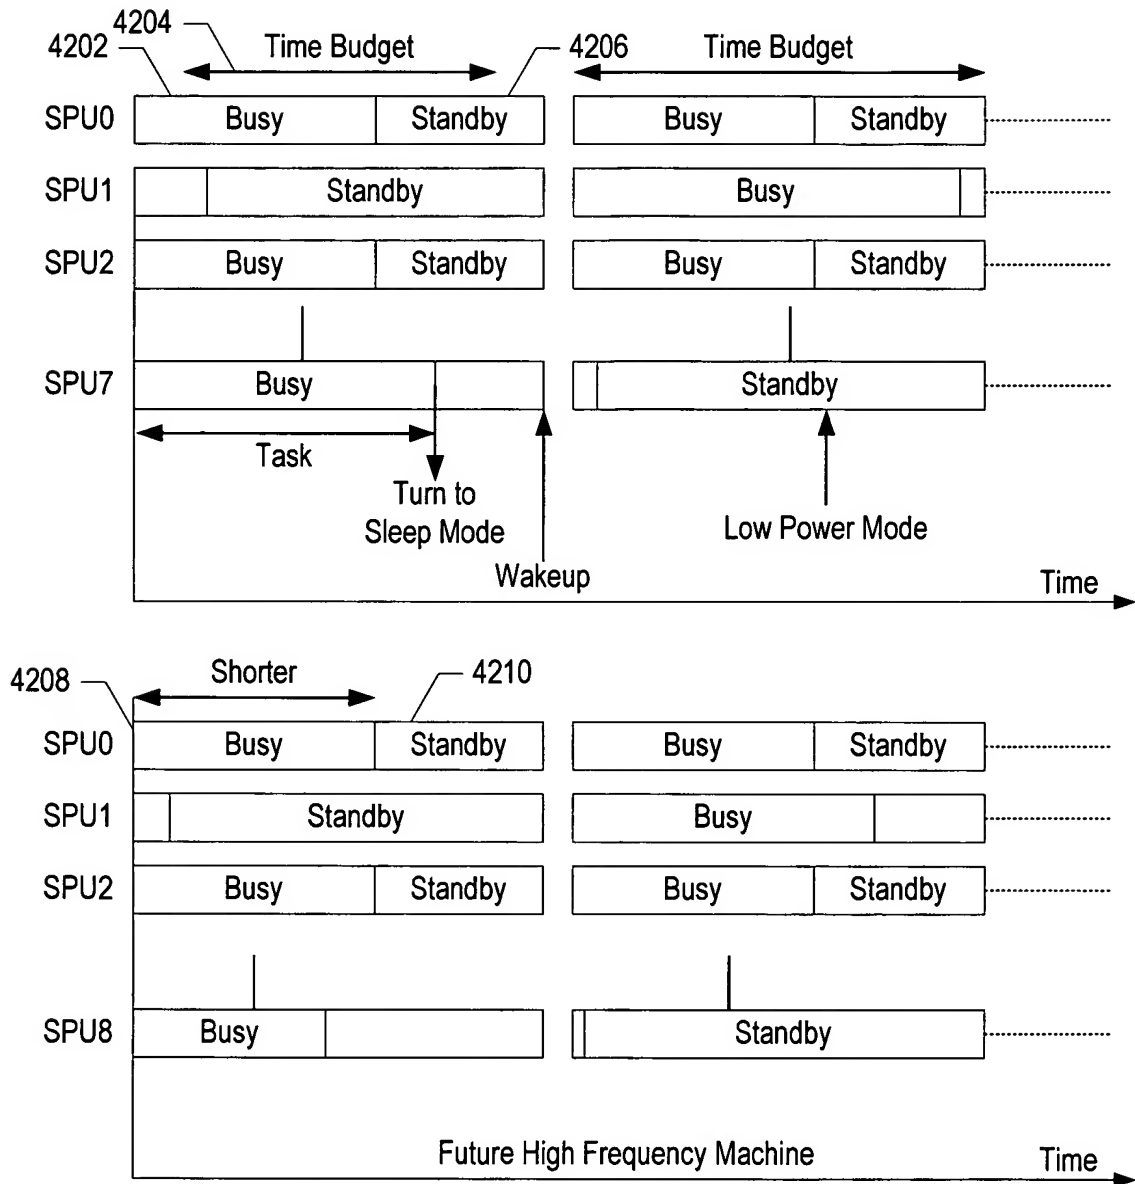 4204
4202 Time Budget 4206 Time Budget
SPU0 Busy Standby Busy Standby
SPU1 Standby Busy
SPU2 Busy Standby Busy Standby
SPU7 Busy Standby
Task
Turn to
Sleep Mode
Low Power Mode
Wakeup
Time
4208 Shorter 4210
SPU0 Busy Standby Busy Standby
SPU1 Standby Busy
SPU2 Busy Standby Busy Standby
SPU8 Busy Standby
Future High Frequency Machine Time